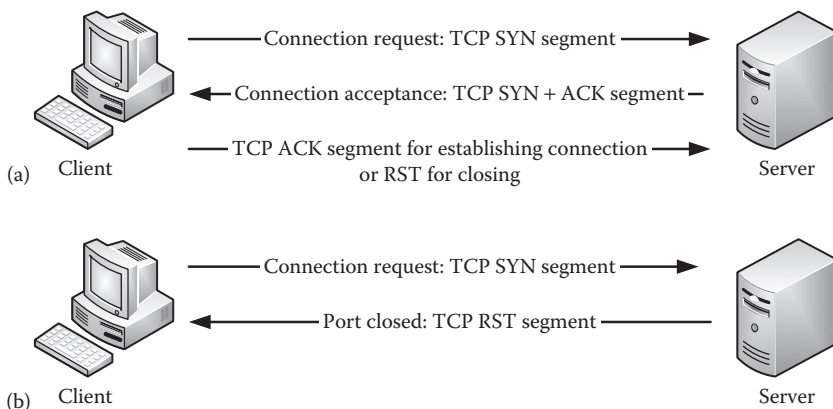 Connection request: TCP SYN segment
Connection acceptance: TCP SYN + ACK segment
TCP ACK segment for establishing connection
or RST for closing
(a) Client
Server
Connection request: TCP SYN segment
Port closed: TCP RST segment
(b) Client
Server